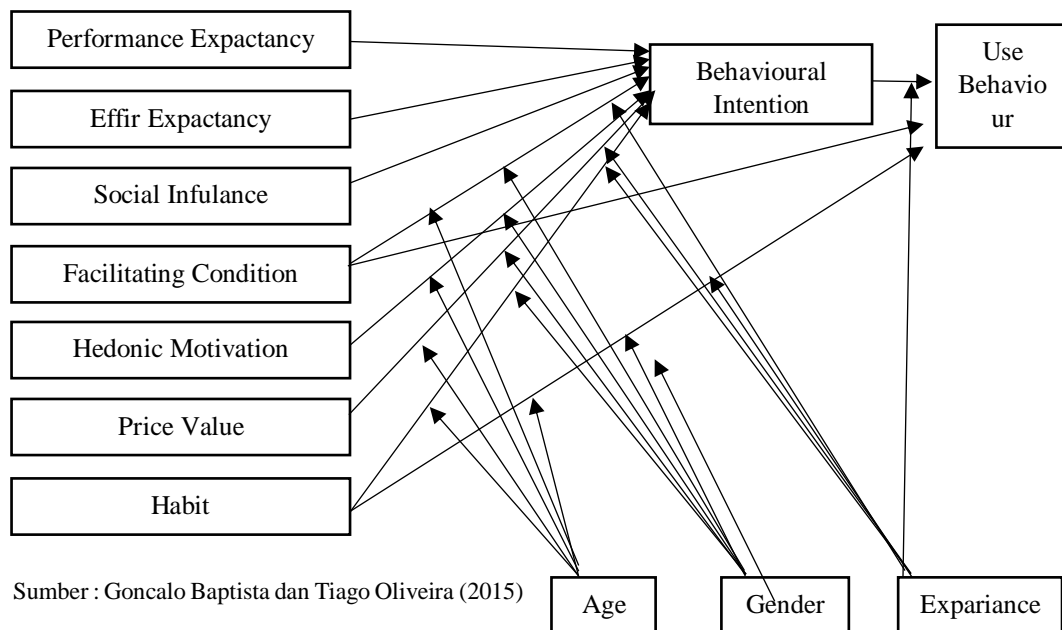 Performance Expactancy
Effir Expactancy
Social Infulance
Facilitating Condition
Hedonic Motivation
Price Value
Habit
Behavioural
Intention
Use
Behavio
ur
Sumber : Goncalo Baptista dan Tiago Oliveira (2015)
Age
Gender
Expariance